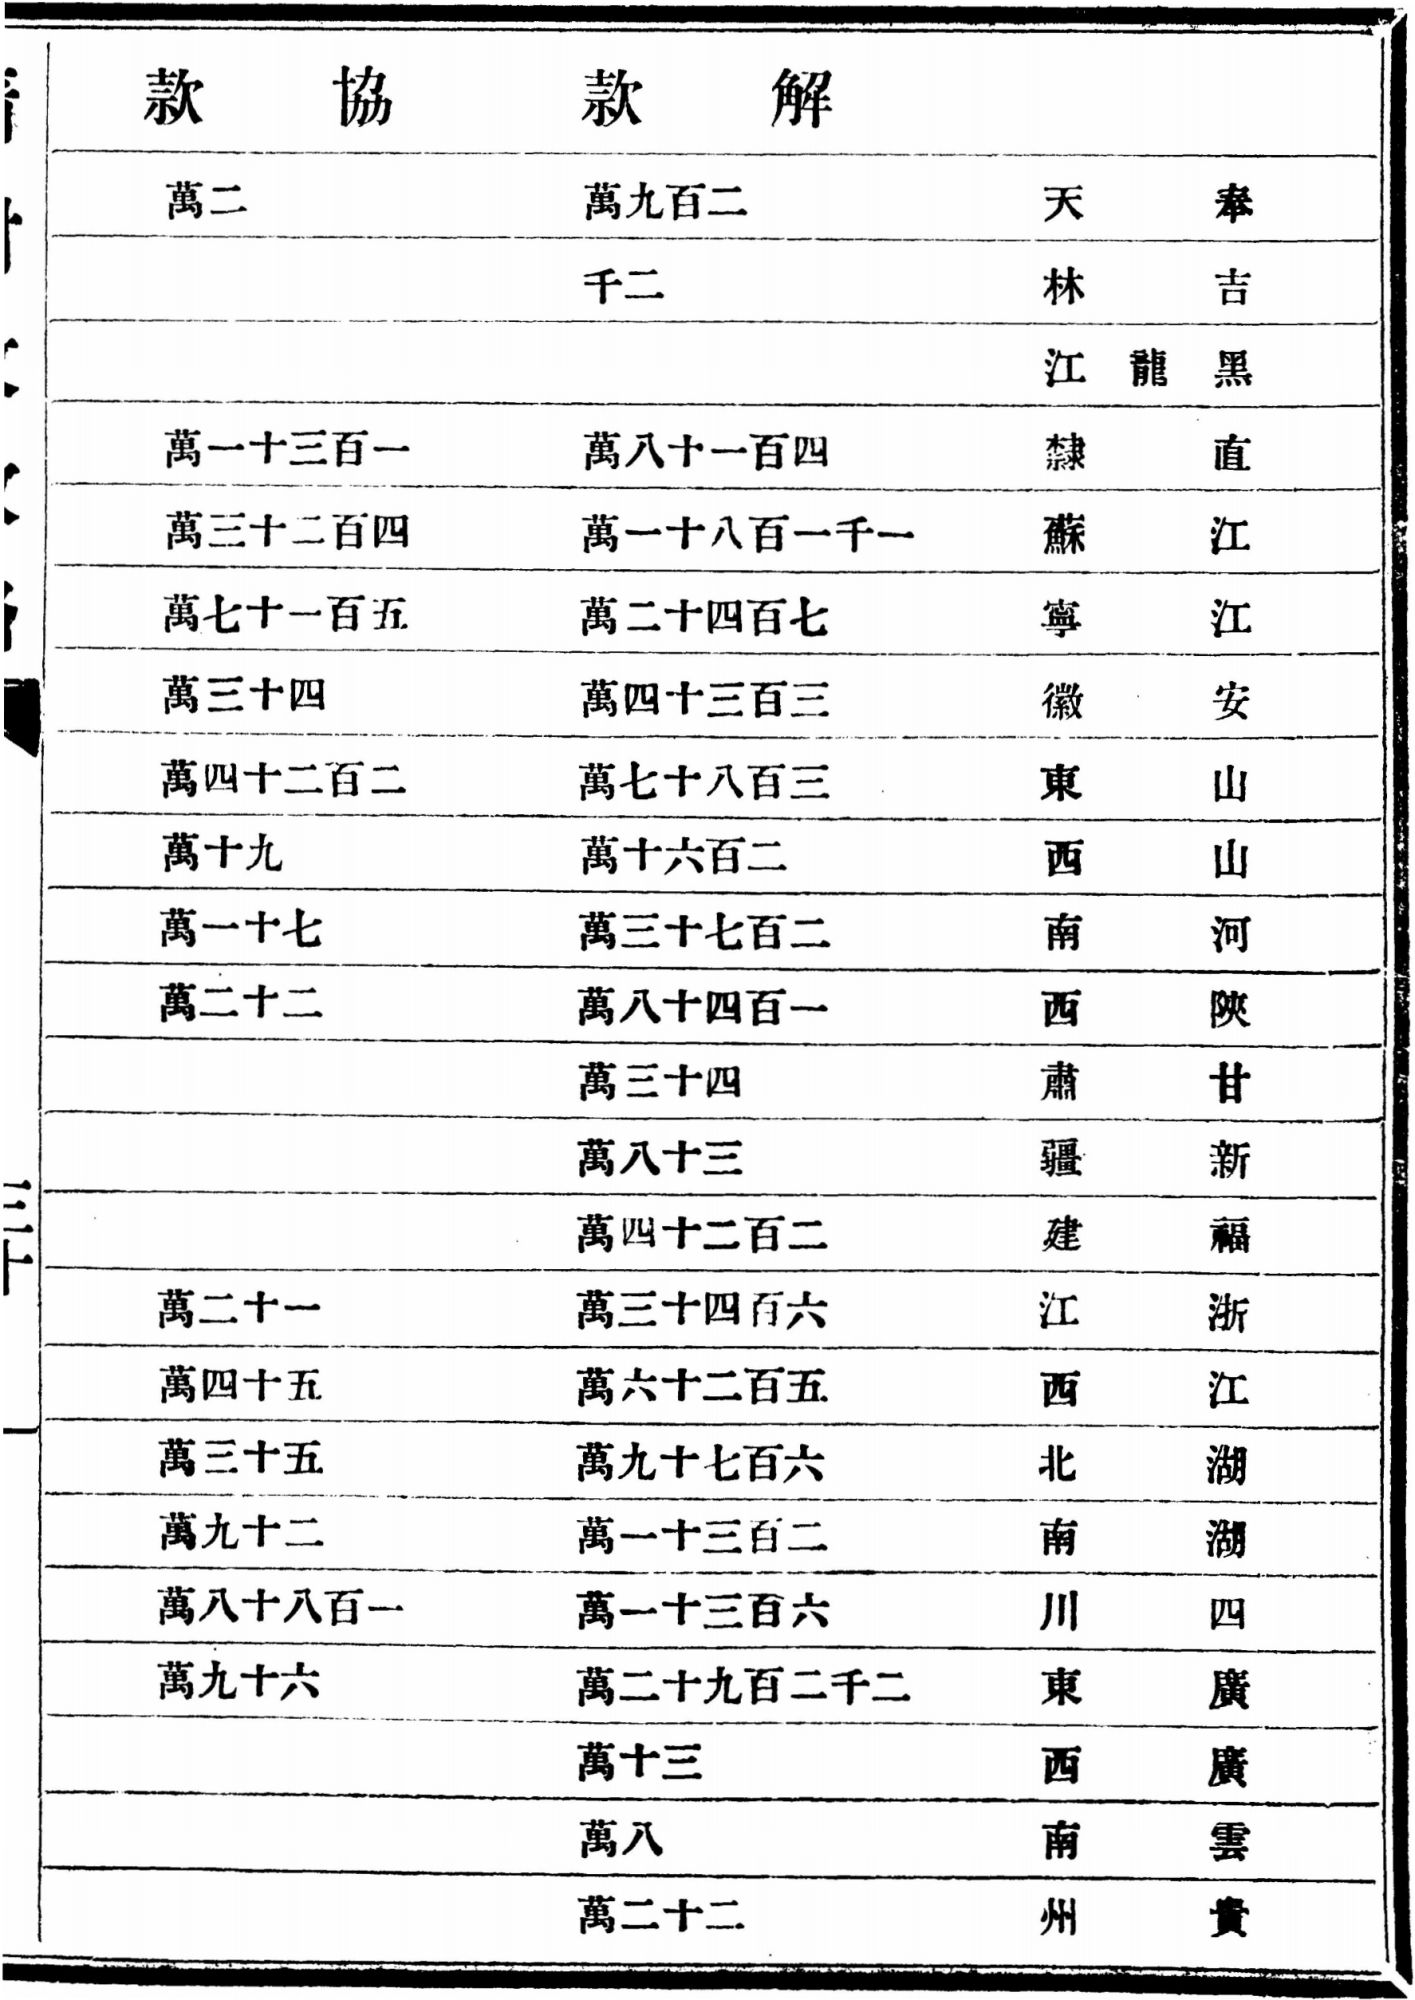 解款 協款
奉天 二百九萬 二萬
吉林 二千
黑龍江
直隸 四百一十八萬 一百三十一萬
江蘇 一千一百八十一萬 四百二十三萬
江寧 七百四十二萬 五百一十七萬
安徽 三百三十四萬 四十三萬
山東 三百八十七萬 二百二十四萬
山西 二百六十萬 九十萬
河南 二百七十三萬 七十一萬
陝西 一百四十八萬 二十二萬
甘肅 四十三萬
新疆 三十八萬
福建 二百二十四萬
浙江 六百四十三萬 一十二萬
江西 五百二十六萬 五十四萬
湖北 六百七十九萬 五十三萬
湖南 二百三十一萬 二十九萬
四川 六百三十一萬 一百八十八萬
廣東 二千二百九十二萬 六十九萬
廣西 三十萬
雲南 八萬
貴州 二十二萬
三十